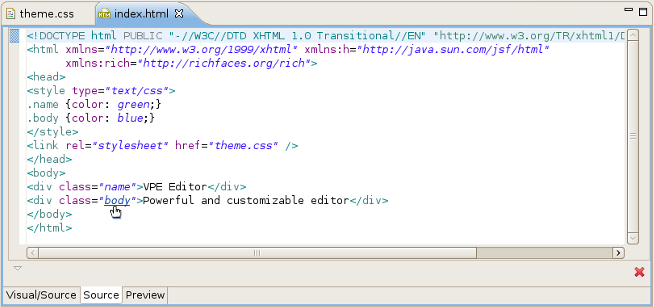 theme.css index.html
<!DOCTYPE html PUBLIC "-//W3C//DTD XHTML 1.0 Transitional//EN" "http://www.w3.org/TR/xhtml1/D
<html xmlns="http://www.w3.org/1999/xhtml" xmlns:h="http://java.sun.com/jsf/html"
xmlns:rich="http://richfaces.org/rich">
<head>
<style type="text/css">
.name {color: green;}
.body {color: blue;}
</style>
<link rel="stylesheet" href="theme.css" />
</head>
<body>
<div class="name">VPE Editor</div>
<div class="body">Powerful and customizable editor</div>
</body>
</html>
Visual/Source Source Preview